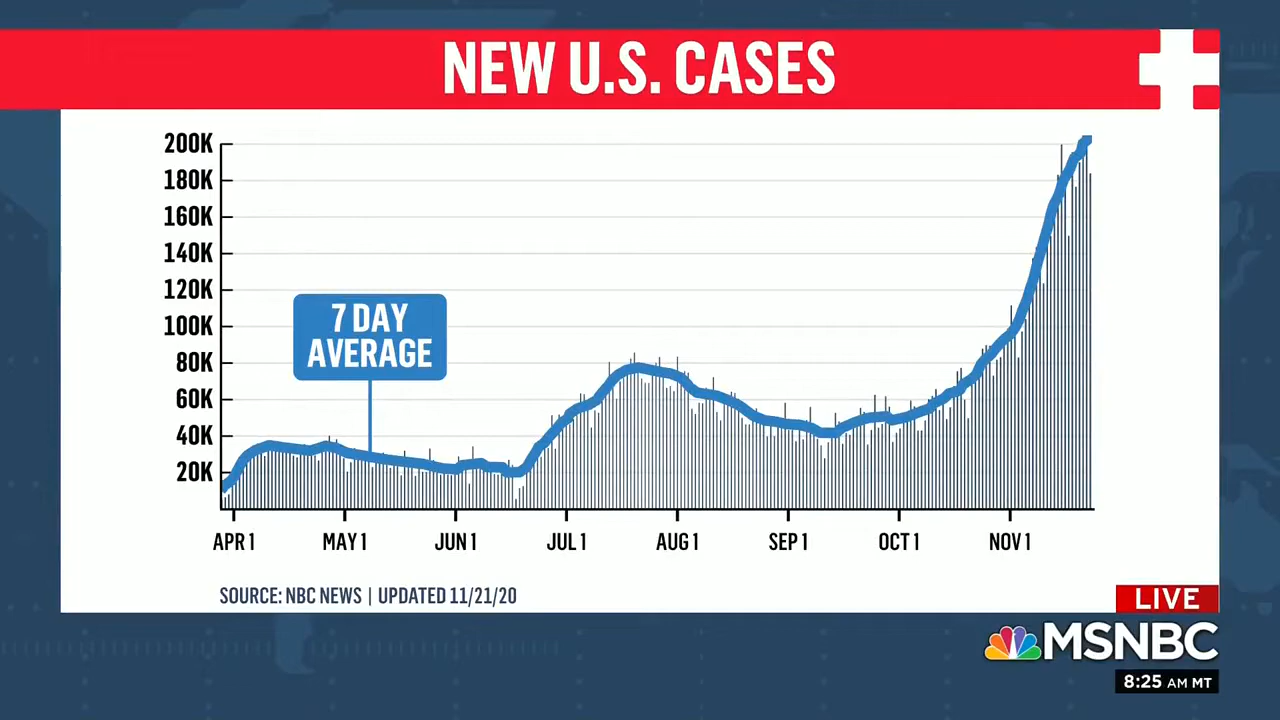 NEW U.S. CASES
200K
180K
160K
140K
120K
100K
80K
60K
40K
20K
7 DAY
AVERAGE
APR 1 MAY 1 JUN 1 JUL 1 AUG 1 SEP 1 OCT 1 NOV 1
SOURCE: NBC NEWS | UPDATED 11/21/20
LIVE
MSNBC
8:25 AM MT